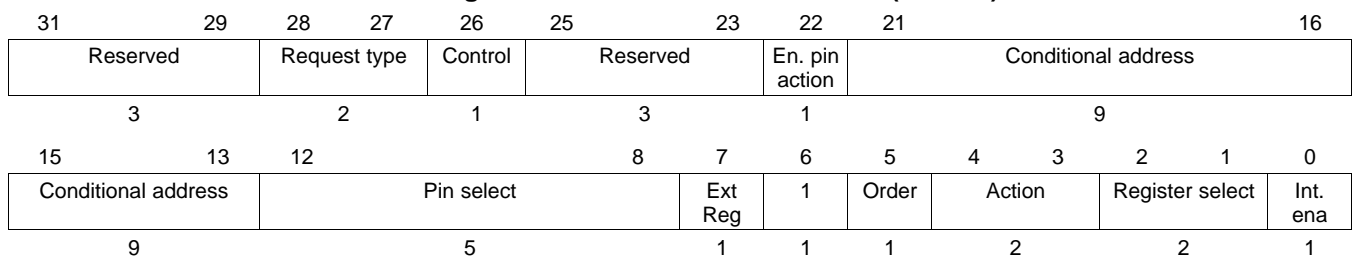 31 29 28 27 26 25 23 22 21 16
Reserved Request type Control Reserved En. pin action Conditional address
3 2 1 3 1 9
15 13 12 8 7 6 5 4 3 2 1 0
Conditional address Pin select Ext Reg 1 Order Action Register select Int. ena
9 5 1 1 1 2 2 1